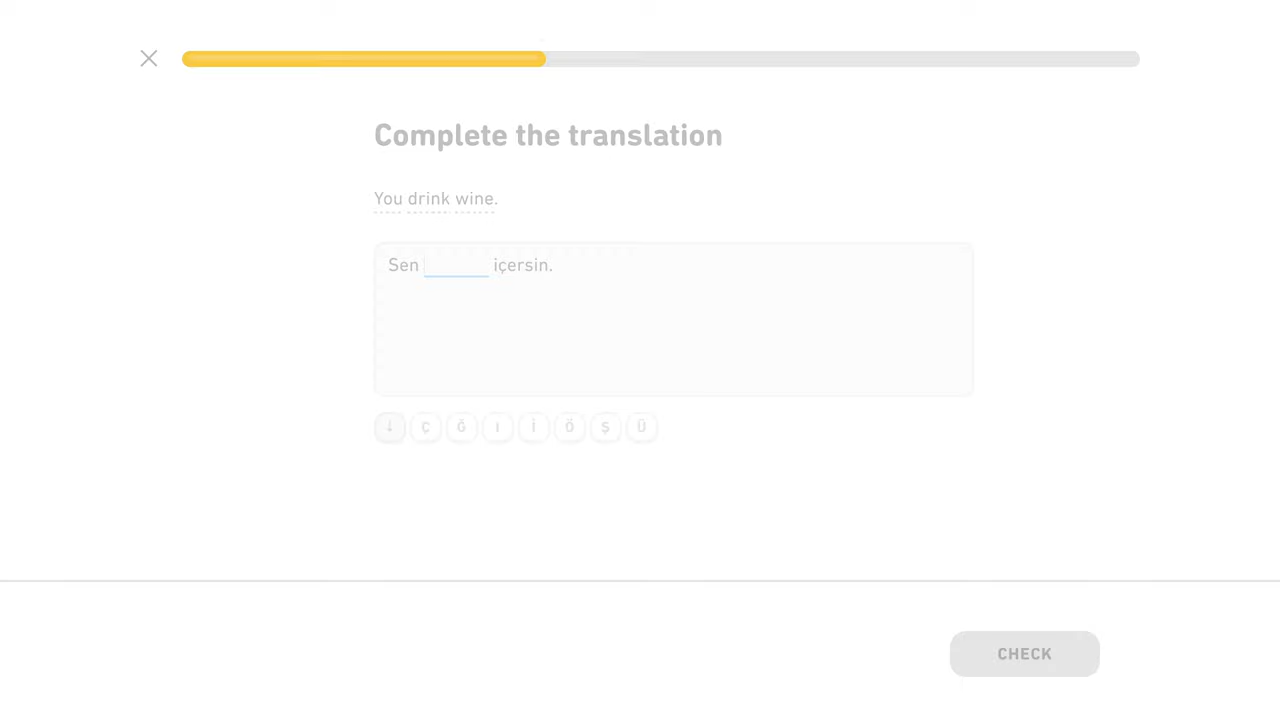 Complete the translation
You drink wine.
Sen içersin.
↓ ç ğ ı i ö ş ü
CHECK